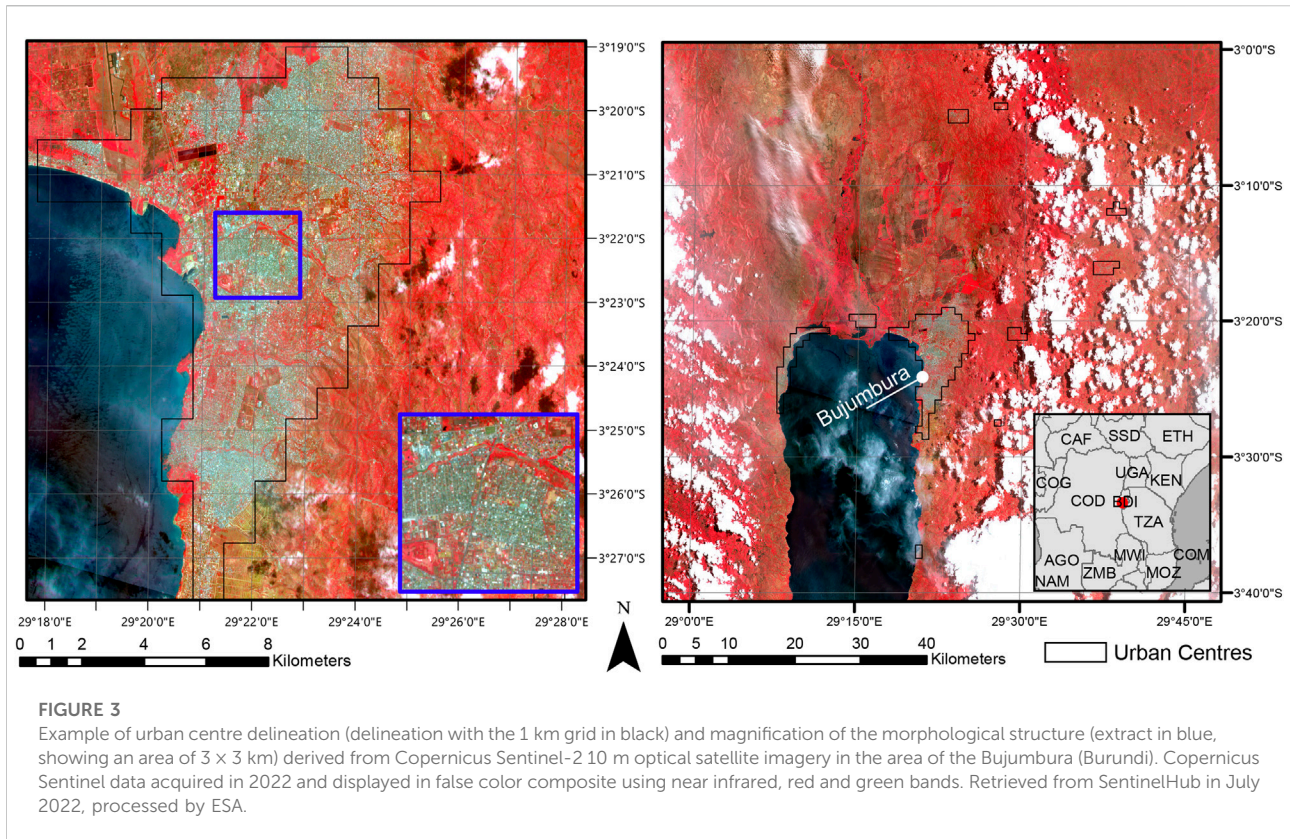 3°19'0"S
3°20'0"S
3°21'0"S
3°22'0"S
3°23'0"S
3°24'0"S
3°25'0"S
3°26'0"S
3°27'0"S
29°18'0"E 29°20'0"E 29°22'0"E 29°24'0"E 29°26'0"E 29°28'0"E
0 1 2 4 6 8
Kilometers
N
3°0'0"S
3°10'0"S
3°20'0"S
3°30'0"S
3°40'0"S
Bujumbura
CAF SSD ETH
UGA
COG KEN
COD BDI
TZA
AGO MWI COM
NAM ZMB MOZ
29°0'0"E 29°15'0"E 29°30'0"E 29°45'0"E
0 5 10 20 30 40
Kilometers
Urban Centres
FIGURE 3
Example of urban centre delineation (delineation with the 1 km grid in black) and magnification of the morphological structure (extract in blue,
showing an area of 3 × 3 km) derived from Copernicus Sentinel-2 10 m optical satellite imagery in the area of the Bujumbura (Burundi). Copernicus
Sentinel data acquired in 2022 and displayed in false color composite using near infrared, red and green bands. Retrieved from SentinelHub in July
2022, processed by ESA.